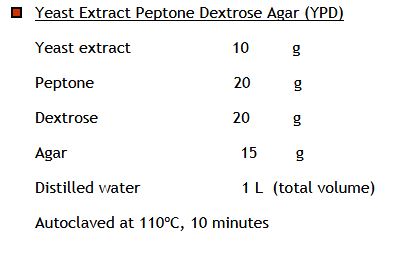 Yeast Extract Peptone Dextrose Agar (YPD)
Yeast extract 10 g
Peptone 20 g
Dextrose 20 g
Agar 15 g
Distilled water 1 L (total volume)
Autoclaved at 110ºC, 10 minutes